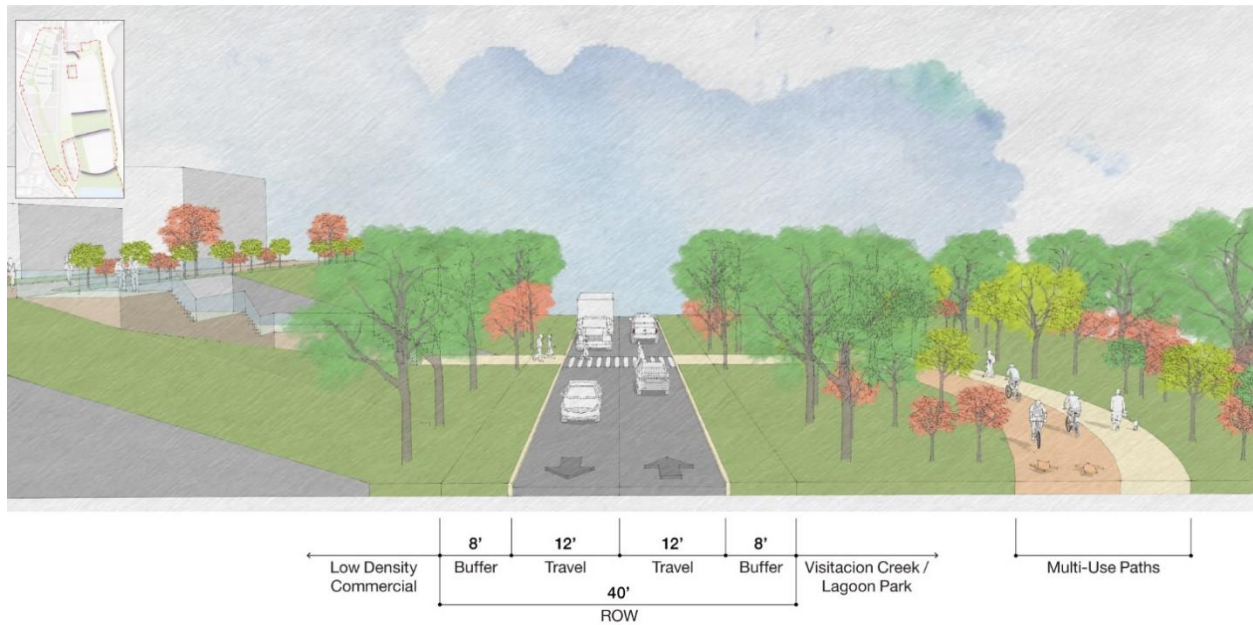 8’ 12’ 12’ 8’
Low Density Commercial
Buffer Travel Travel Buffer
Visitacion Creek / Lagoon Park
Multi-Use Paths
40’
ROW